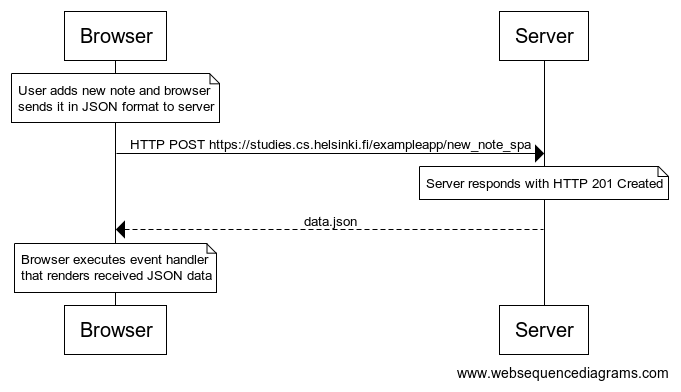 Browser
Server
User adds new note and browser
sends it in JSON format to server
HTTP POST https://studies.cs.helsinki.fi/exampleapp/new_note_spa
Server responds with HTTP 201 Created
data.json
Browser executes event handler
that renders received JSON data
Browser
Server
www.websequencediagrams.com